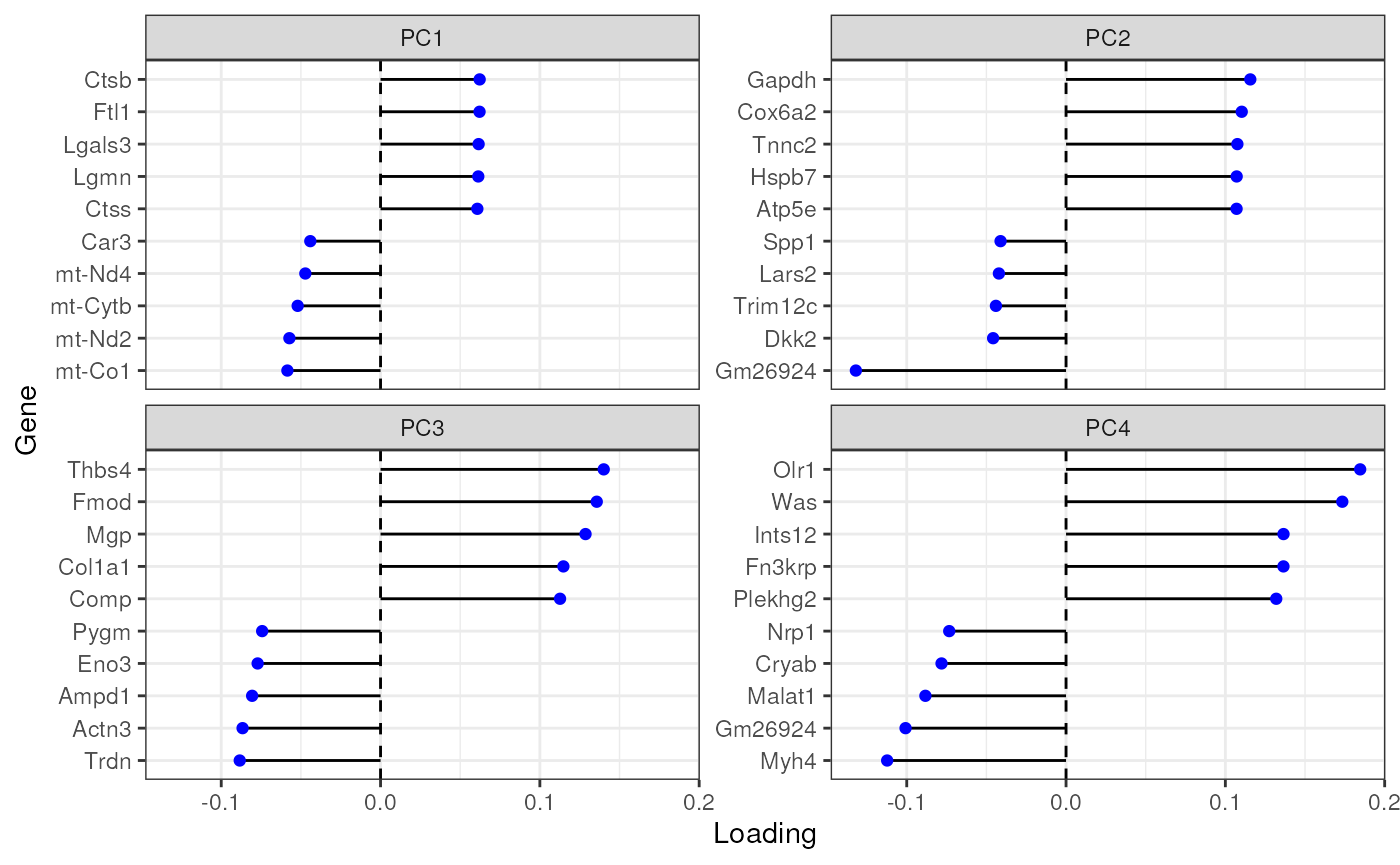 PC1
Ctsb
Ftl1
Lgals3
Lgmn
Ctss
Car3
mt-Nd4
mt-Cytb
mt-Nd2
mt-Co1
PC2
Gapdh
Cox6a2
Tnnc2
Hspb7
Atp5e
Spp1
Lars2
Trim12c
Dkk2
Gm26924
Gene
PC3
Thbs4
Fmod
Mgp
Col1a1
Comp
Pygm
Eno3
Ampd1
Actn3
Trdn
-0.1 0.0 0.1 0.2
PC4
Olr1
Was
Ints12
Fn3krp
Plekhg2
Nrp1
Cryab
Malat1
Gm26924
Myh4
-0.1 0.0 0.1 0.2
Loading